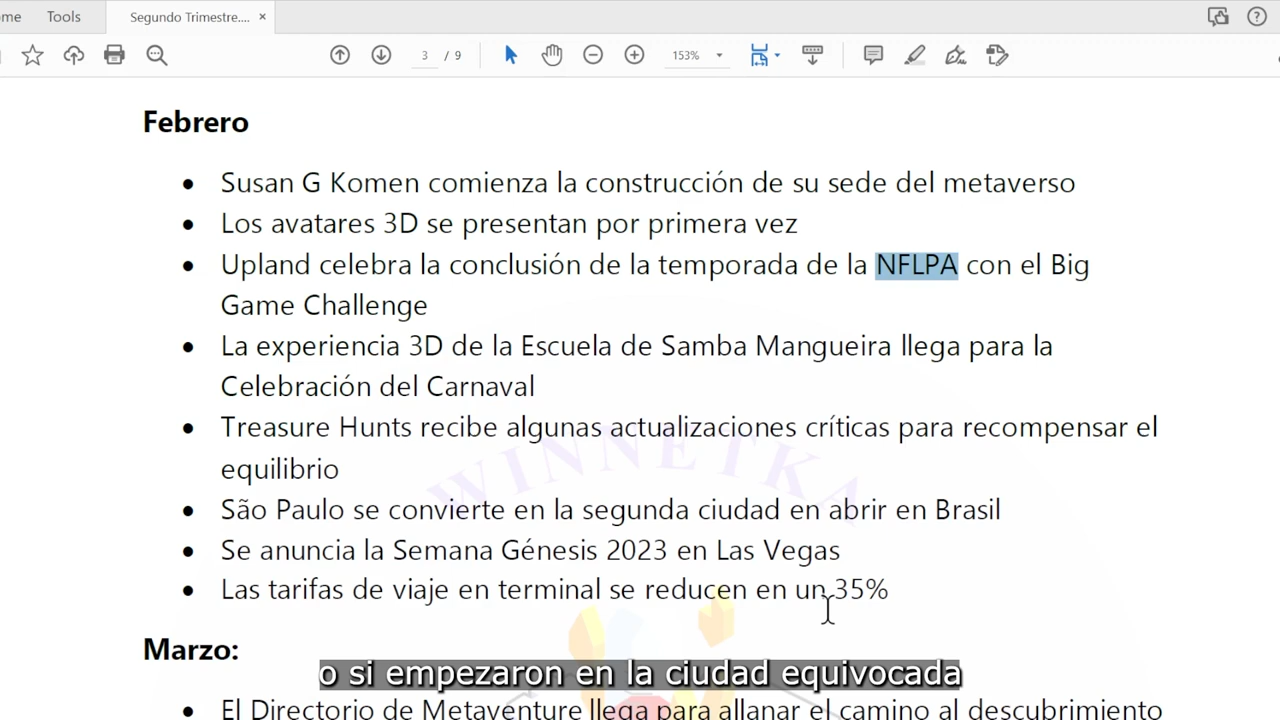 ome Tools Segundo Trimestre.... ×
3 / 9 153%
Febrero
• Susan G Komen comienza la construcción de su sede del metaverso
• Los avatares 3D se presentan por primera vez
• Upland celebra la conclusión de la temporada de la NFLPA con el Big
Game Challenge
• La experiencia 3D de la Escuela de Samba Mangueira llega para la
Celebración del Carnaval
• Treasure Hunts recibe algunas actualizaciones críticas para recompensar el
equilibrio
WINNETKA
• São Paulo se convierte en la segunda ciudad en abrir en Brasil
• Se anuncia la Semana Génesis 2023 en Las Vegas
• Las tarifas de viaje en terminal se reducen en un 35%
Marzo:
o si empezaron en la ciudad equivocada
• El Directorio de Metaventure llega para allanar el camino al descubrimiento